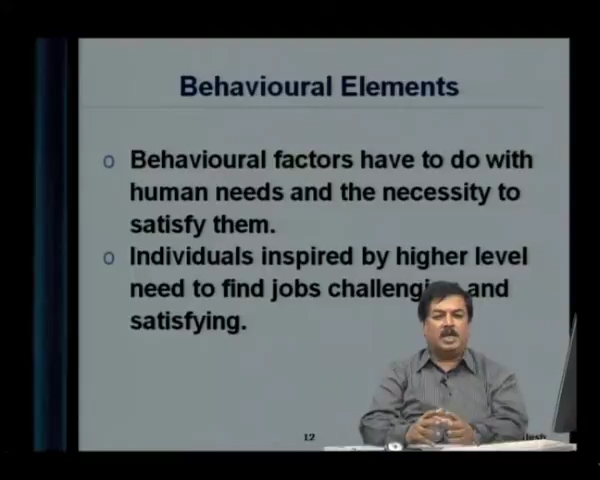 Behavioural Elements
o Behavioural factors have to do with
human needs and the necessity to
satisfy them.
o Individuals inspired by higher level
need to find jobs and
satisfying.
12